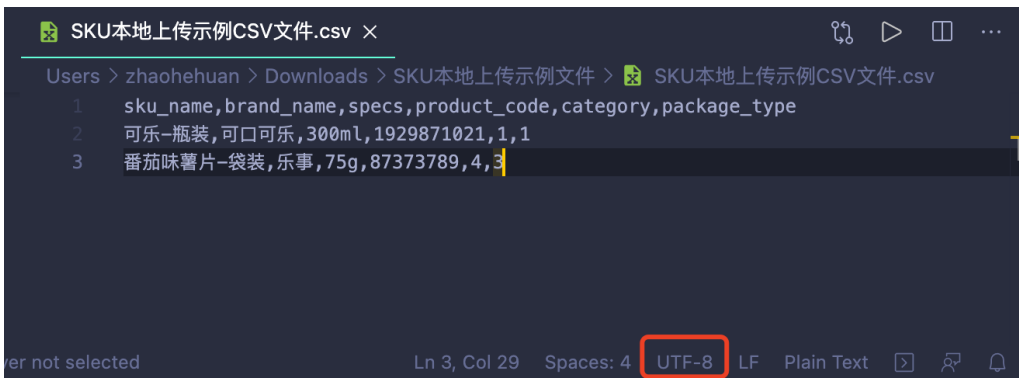 SKU本地上传示例CSV文件.csv
Users > zhaohehuan > Downloads > SKU本地上传示例文件 > SKU本地上传示例CSV文件.csv
1 sku_name,brand_name,specs,product_code,category,package_type
2 可乐-瓶装,可口可乐,300ml,1929871021,1,1
3 番茄味薯片-袋装,乐事,75g,87373789,4,3
ver not selected Ln 3, Col 29 Spaces: 4 UTF-8 LF Plain Text